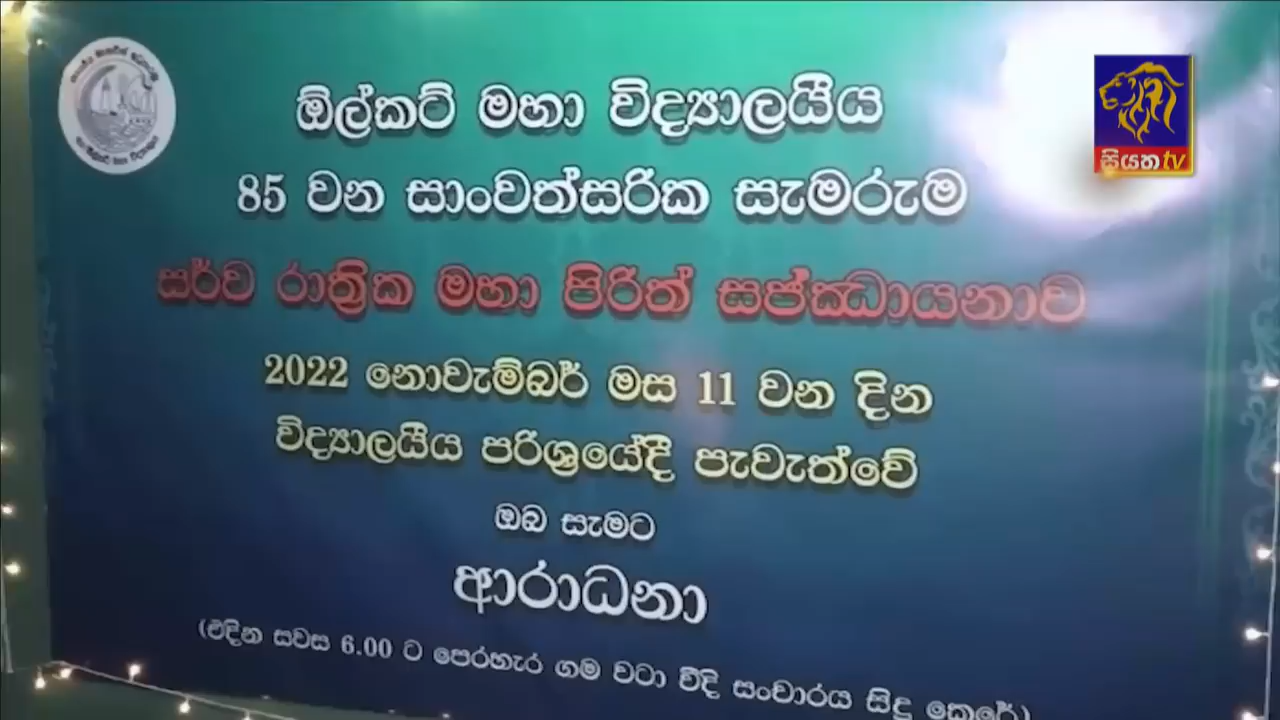 ඕල්කට් මහා විද්‍යාලයීය
85 වන සාංවත්සරික සැමරුම
සර්ව රාත්‍රික මහා පිරිත් සජ්ඣායනාව
2022 නොවැම්බර් මස 11 වන දින
විද්‍යාලයීය පරිශ්‍රයේදී පැවැත්වේ
ඔබ සැමට
ආරාධනා
(එදින සවස 6.00 ට පෙරහැර ගම වටා වීදි සංචාරය සිදු කෙරේ)
සියත tv